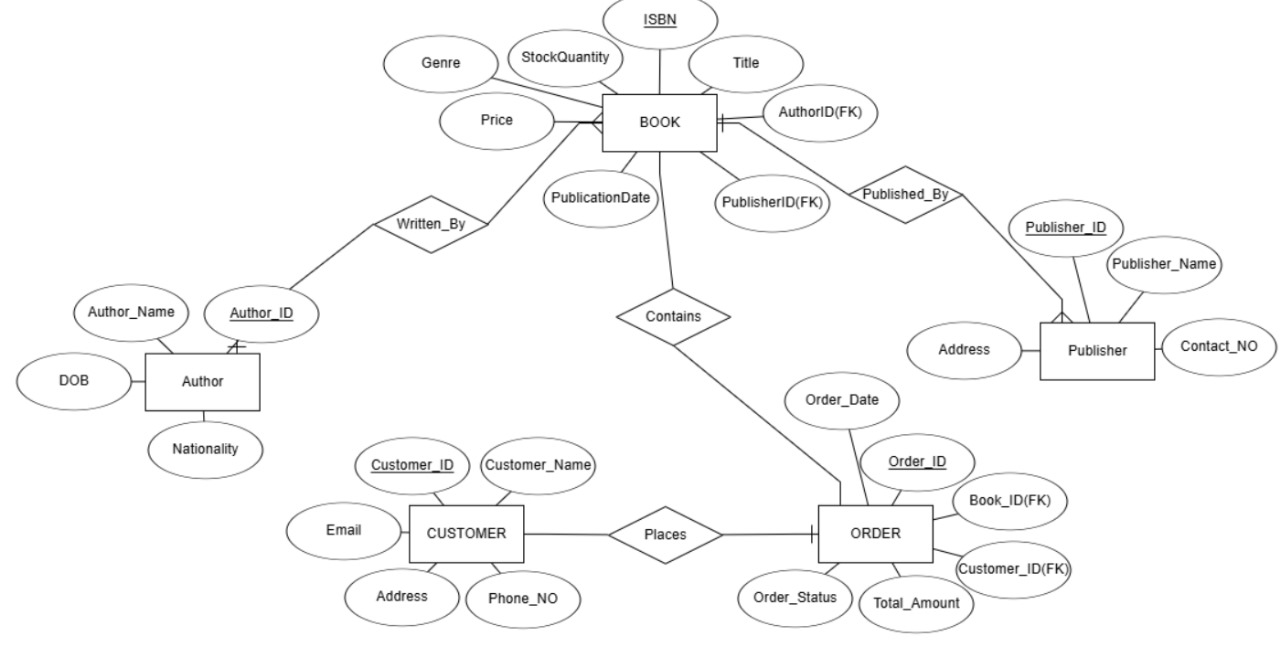 ISBN
Genre
StockQuantity
Title
Price
BOOK
AuthorID(FK)
PublicationDate
PublisherID(FK)
Published_By
Written_By
Publisher_ID
Publisher_Name
Author_Name
Author_ID
Contains
Address
Publisher
Contact_NO
DOB
Author
Nationality
Order_Date
Customer_ID
Customer_Name
Order_ID
Book_ID(FK)
Email
CUSTOMER
Places
ORDER
Customer_ID(FK)
Address
Phone_NO
Order_Status
Total_Amount